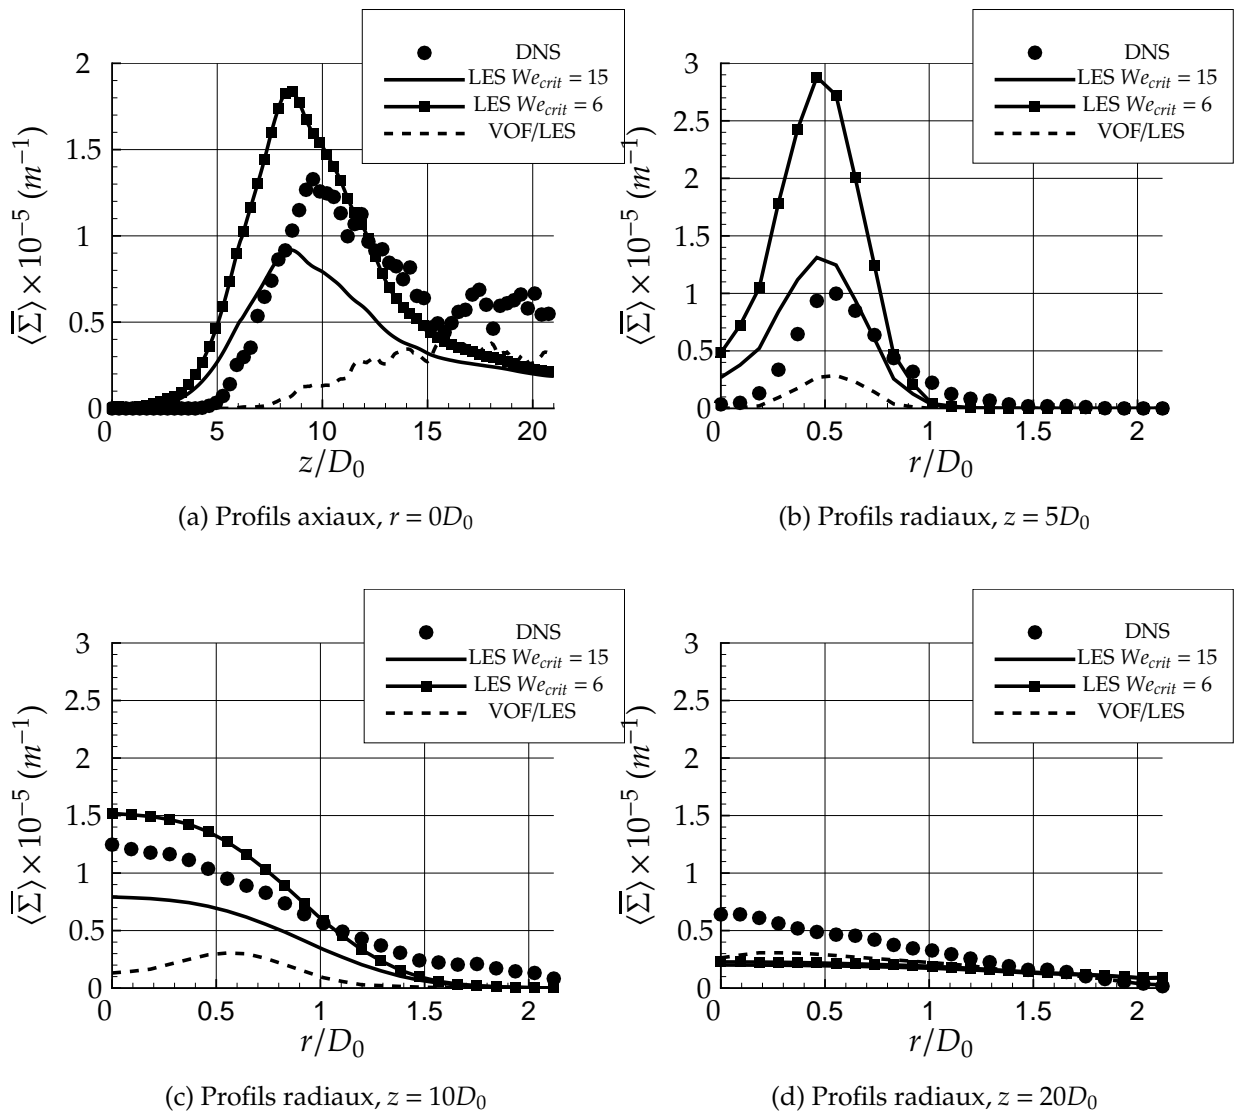 DNS
LES We_crit = 15
LES We_crit = 6
VOF/LES
⟨Σ̅⟩ × 10⁻⁵ (m⁻¹)
2
1.5
1
0.5
0
0 5 10 15 20
z/D₀
(a) Profils axiaux, r = 0D₀
DNS
LES We_crit = 15
LES We_crit = 6
VOF/LES
⟨Σ̅⟩ × 10⁻⁵ (m⁻¹)
3
2.5
2
1.5
1
0.5
0
0 0.5 1 1.5 2
r/D₀
(b) Profils radiaux, z = 5D₀
DNS
LES We_crit = 15
LES We_crit = 6
VOF/LES
⟨Σ̅⟩ × 10⁻⁵ (m⁻¹)
3
2.5
2
1.5
1
0.5
0
0 0.5 1 1.5 2
r/D₀
(c) Profils radiaux, z = 10D₀
DNS
LES We_crit = 15
LES We_crit = 6
VOF/LES
⟨Σ̅⟩ × 10⁻⁵ (m⁻¹)
3
2.5
2
1.5
1
0.5
0
0 0.5 1 1.5 2
r/D₀
(d) Profils radiaux, z = 20D₀